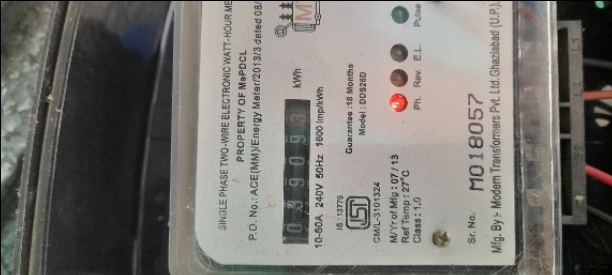 SINGLE PHASE TWO-WIRE ELECTRONIC WATT-HOUR ME
PROPERTY OF MePDCL
P.O. No.: ACE(MM)/Energy Meter/2013/3 dated 08/
kWh
10-60A 240V 50Hz 1600 Imp/kWh
IS : 13779
CM/L-3101324
Guarantee :18 Months
Model : DDS26D
M/Yr of Mfg : 07 / 13
Ref Temp : 27°C
Class : 1.0
Ph. Rev. E.L. Pulse
Sr. No. M018057
Mfg. By :- Modern Transformers Pvt. Ltd. Ghaziabad (U.P.)